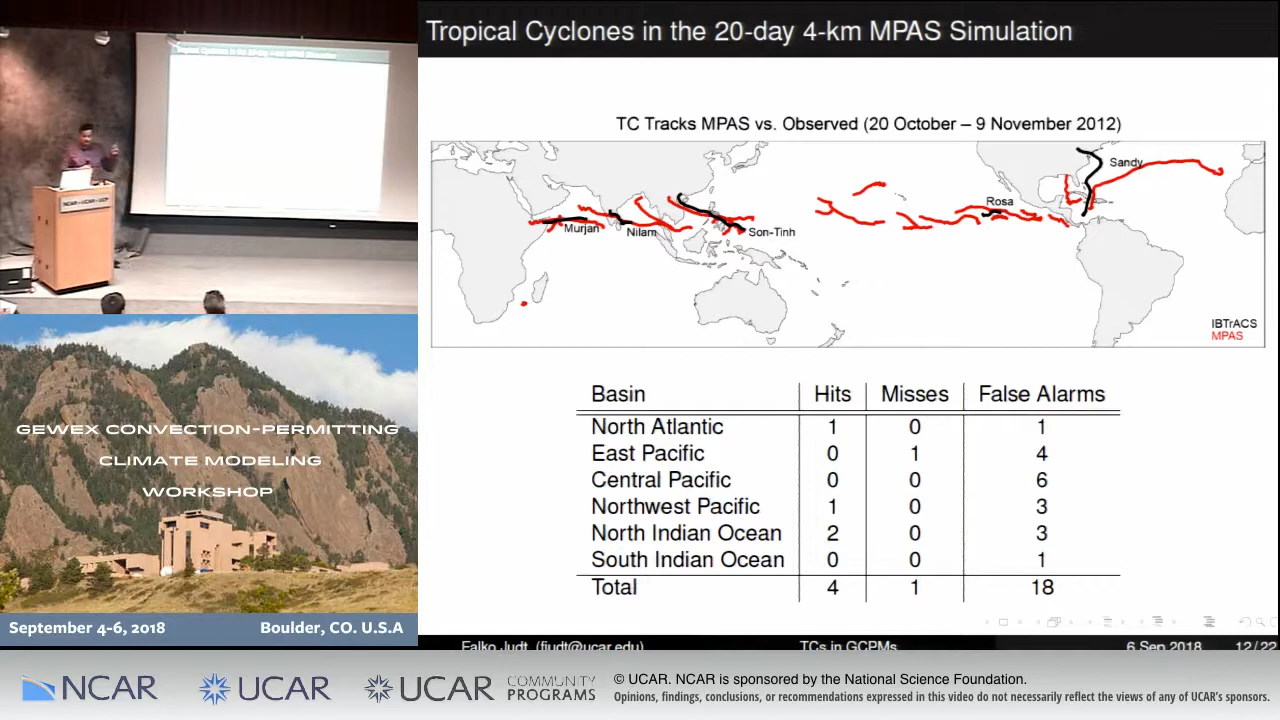 Tropical Cyclones in the 20-day 4-km MPAS Simulation
TC Tracks MPAS vs. Observed (20 October – 9 November 2012)
Sandy
Rosa
Murjan
Nilam
Son-Tinh
IBTrACS
MPAS
Basin Hits Misses False Alarms
North Atlantic 1 0 1
East Pacific 0 1 4
Central Pacific 0 0 6
Northwest Pacific 1 0 3
North Indian Ocean 2 0 3
South Indian Ocean 0 0 1
Total 4 1 18
Falko Judt (fjudt@ucar.edu) TCs in GCPMs 6 Sep 2018 12/22
NCAR • UCAR • UCP
GEWEX CONVECTION-PERMITTING
CLIMATE MODELING
WORKSHOP
September 4-6, 2018 Boulder, CO. U.S.A
NCAR
UCAR
UCAR
COMMUNITY
PROGRAMS
© UCAR. NCAR is sponsored by the National Science Foundation.
Opinions, findings, conclusions, or recommendations expressed in this video do not necessarily reflect the views of any of UCAR's sponsors.